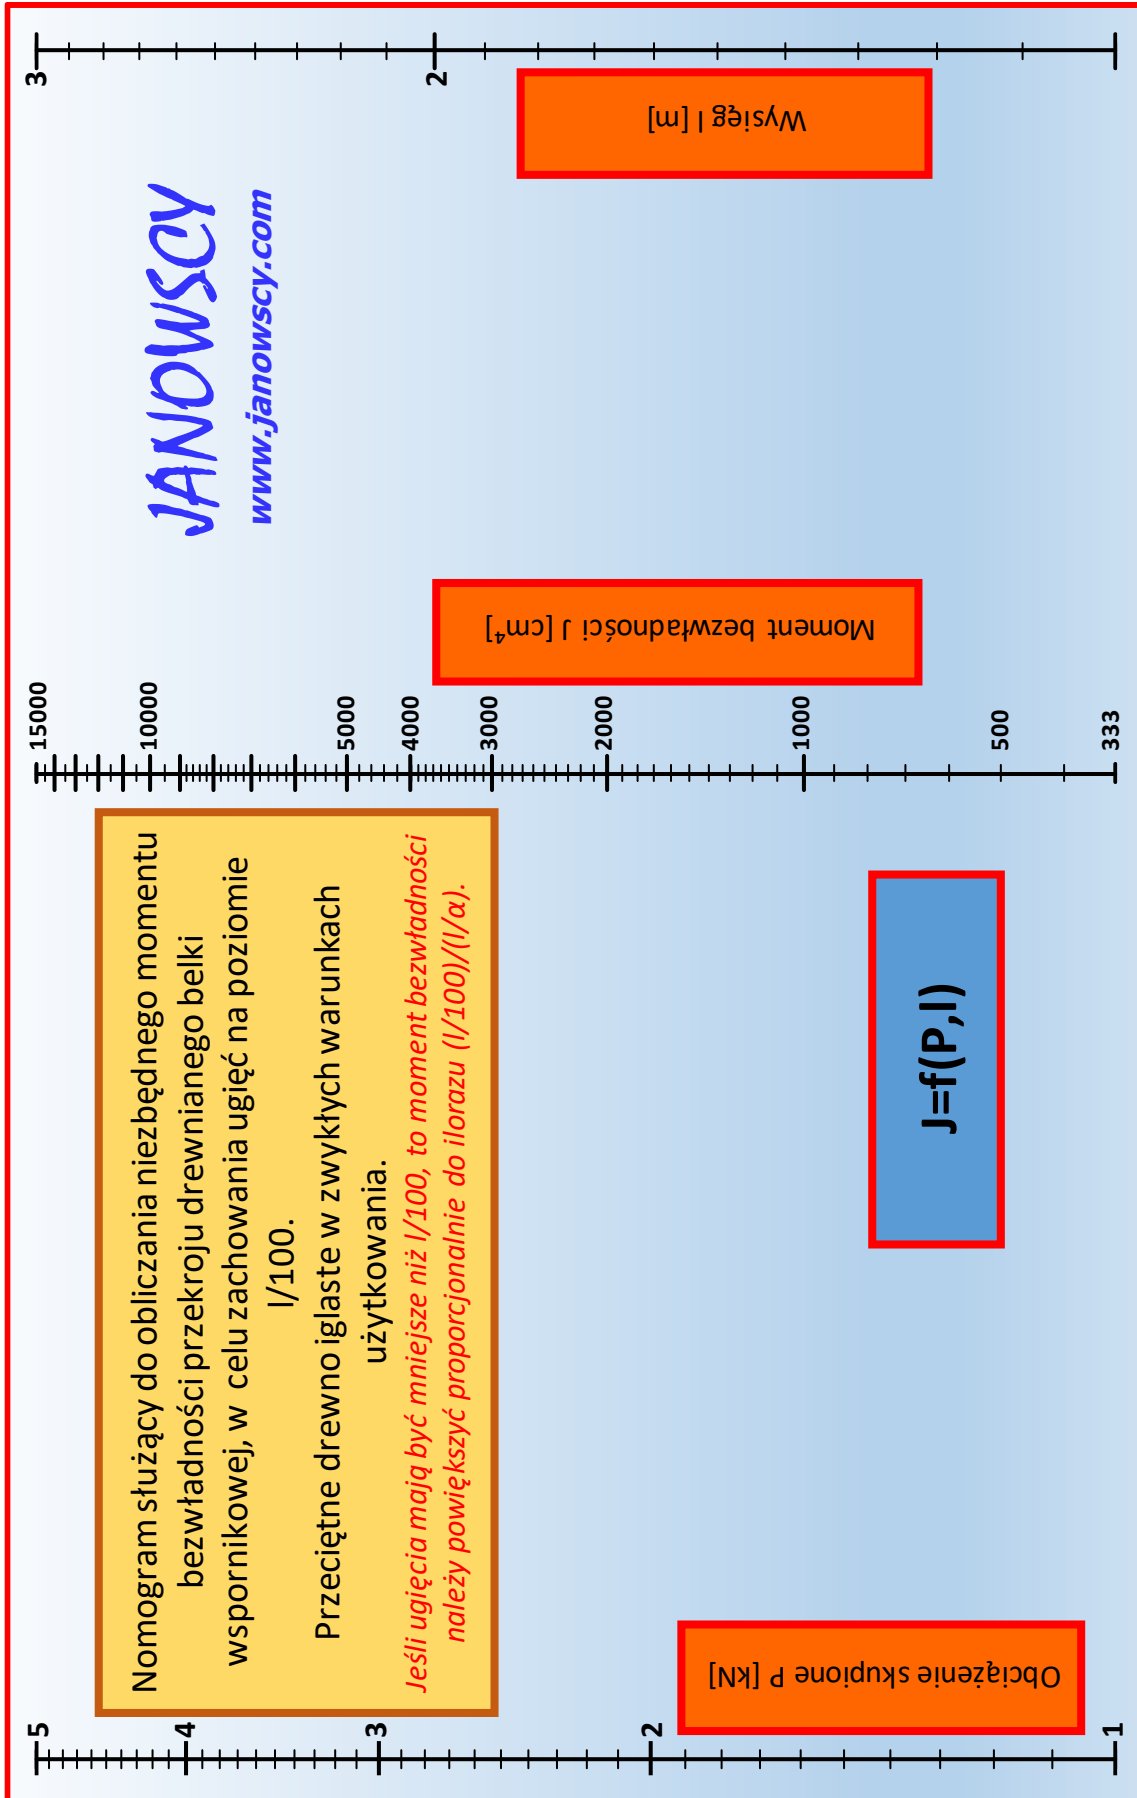 Nomogram służący do obliczania niezbędnego momentu
bezwładności przekroju drewnianego belki
wspornikowej, w celu zachowania ugięć na poziomie
l/100.
Przeciętne drewno iglaste w zwykłych warunkach
użytkowania.
Jeśli ugięcia mają być mniejsze niż l/100, to moment bezwładności
należy powiększyć proporcjonalnie do ilorazu (l/100)/(l/α).
JANOWSCY
www.janowscy.com
J=f(P,l)
Obciążenie skupione P [kN]
5
4
3
2
1
Moment bezwładności J [cm⁴]
15000
10000
5000
4000
3000
2000
1000
500
333
Wysięg l [m]
3
2